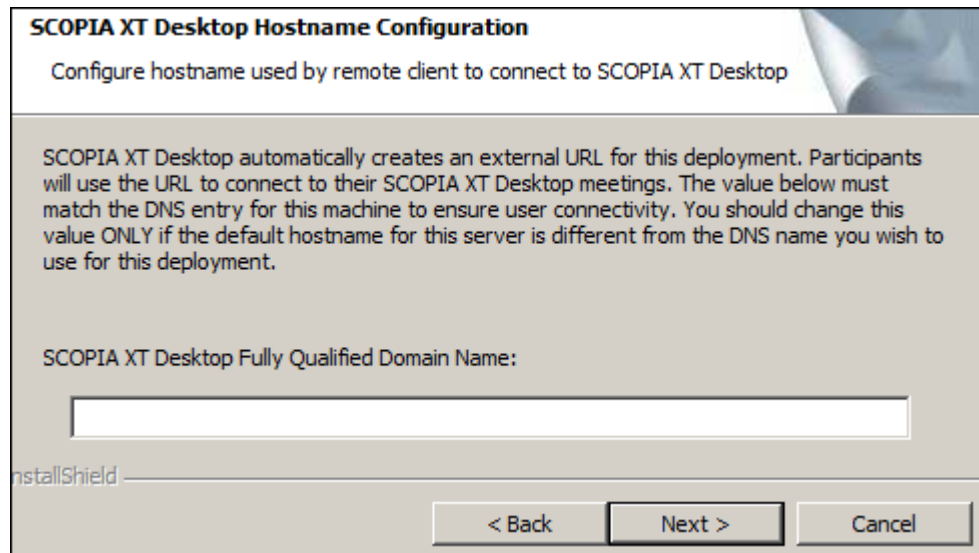 SCOPIA XT Desktop Hostname Configuration
Configure hostname used by remote client to connect to SCOPIA XT Desktop
SCOPIA XT Desktop automatically creates an external URL for this deployment. Participants
will use the URL to connect to their SCOPIA XT Desktop meetings. The value below must
match the DNS entry for this machine to ensure user connectivity. You should change this
value ONLY if the default hostname for this server is different from the DNS name you wish to
use for this deployment.
SCOPIA XT Desktop Fully Qualified Domain Name:
nstallShield
< Back
Next >
Cancel